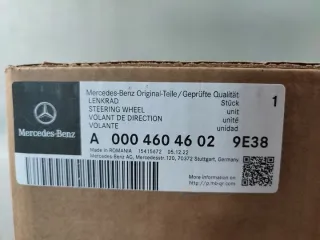 Mercedes-Benz Original-Teile/Geprüfte Qualität
LENKRAD Stück 1
STEERING WHEEL unit
VOLANT DE DIRECTION unité
VOLANTE unidad
Mercedes-Benz
A 000 460 46 02 9E38
Made in ROMANIA 15415672 05.12.22
Mercedes-Benz AG, Mercedesstr. 120, 70372 Stuttgart, Germany